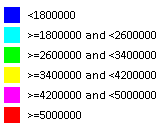 <1800000
>=1800000 and <2600000
>=2600000 and <3400000
>=3400000 and <4200000
>=4200000 and <5000000
>=5000000